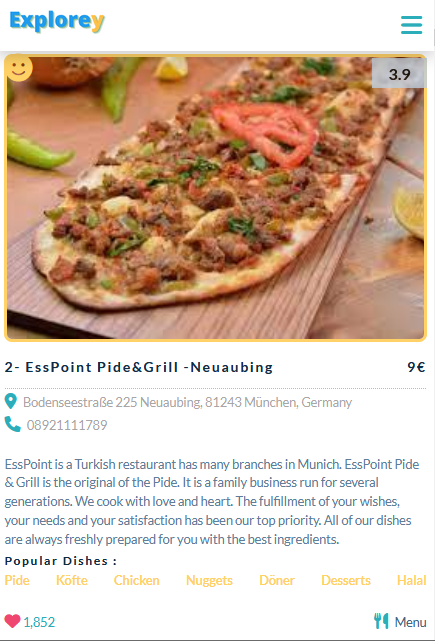 Explorey
3.9
2- EssPoint Pide&Grill -Neuaubing 9€
Bodenseestraße 225 Neuaubing, 81243 München, Germany
08921111789
EssPoint is a Turkish restaurant has many branches in Munich. EssPoint Pide
& Grill is the original of the Pide. It is a family business run for several
generations. We cook with love and heart. The fulfillment of your wishes,
your needs and your satisfaction has been our top priority. All of our dishes
are always freshly prepared for you with the best ingredients.
Popular Dishes :
Pide Köfte Chicken Nuggets Döner Desserts Halal
1,852 Menu